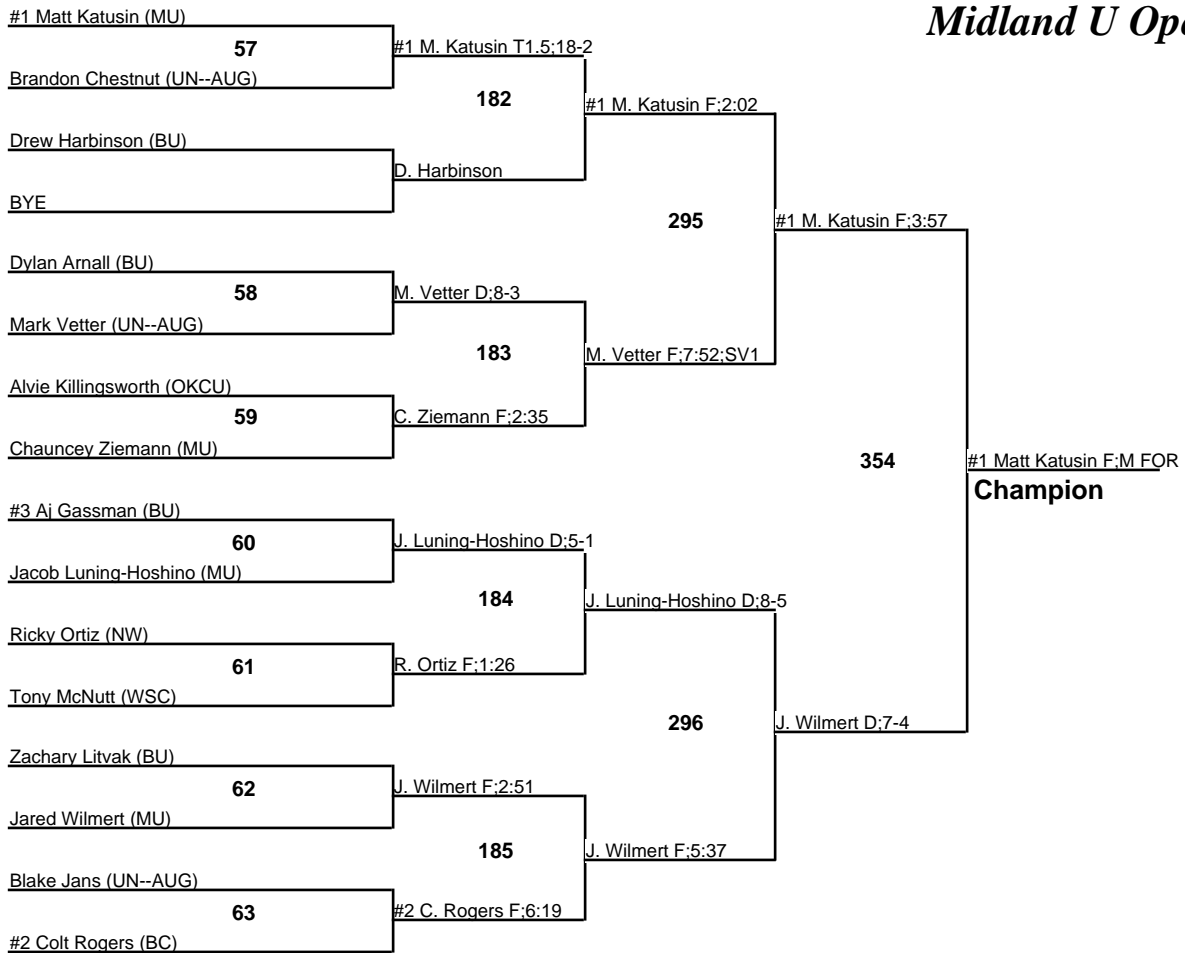 Midland U Ope
#1 Matt Katusin (MU)
57
Brandon Chestnut (UN--AUG)
#1 M. Katusin T1.5;18-2
182
Drew Harbinson (BU)
BYE
D. Harbinson
#1 M. Katusin F;2:02
295
Dylan Arnall (BU)
58
Mark Vetter (UN--AUG)
M. Vetter D;8-3
183
Alvie Killingsworth (OKCU)
59
Chauncey Ziemann (MU)
C. Ziemann F;2:35
M. Vetter F;7:52;SV1
#1 M. Katusin F;3:57
354
#3 Aj Gassman (BU)
60
Jacob Luning-Hoshino (MU)
J. Luning-Hoshino D;5-1
184
Ricky Ortiz (NW)
61
Tony McNutt (WSC)
R. Ortiz F;1:26
J. Luning-Hoshino D;8-5
296
Zachary Litvak (BU)
62
Jared Wilmert (MU)
J. Wilmert F;2:51
185
Blake Jans (UN--AUG)
63
#2 Colt Rogers (BC)
#2 C. Rogers F;6:19
J. Wilmert F;5:37
J. Wilmert D;7-4
#1 Matt Katusin F;M FOR
Champion